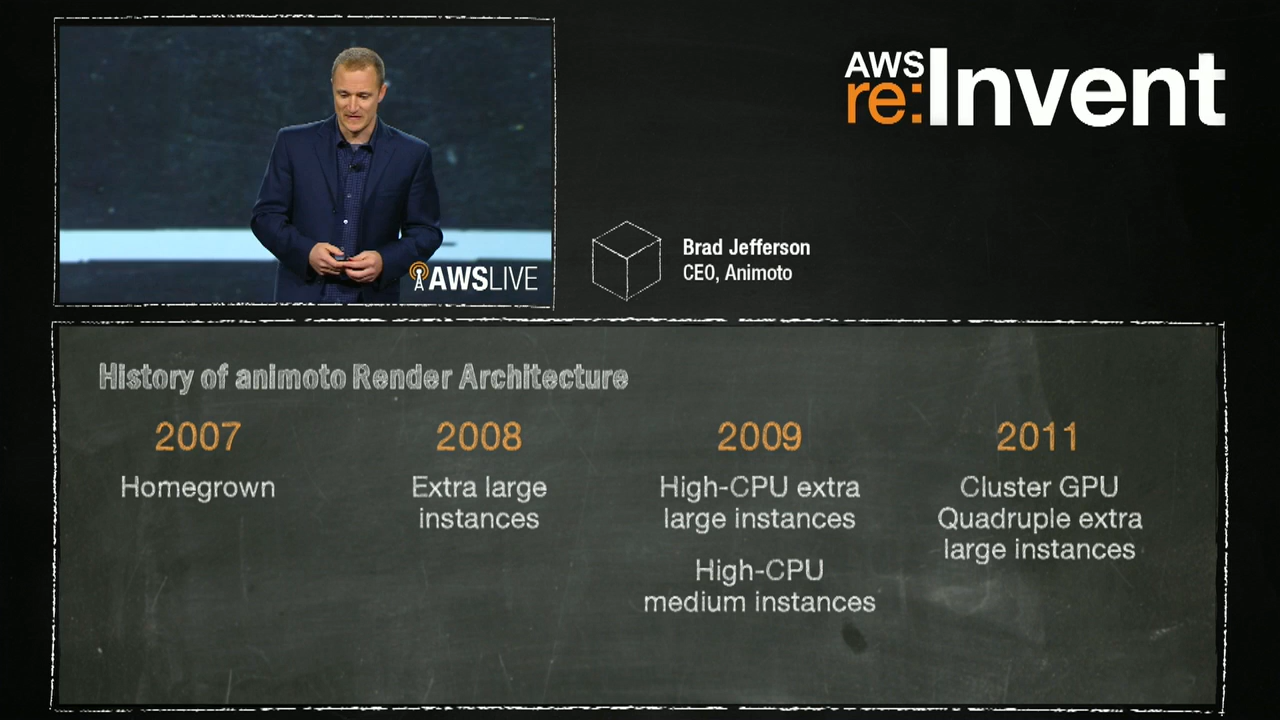 AWS
re:Invent
AWSLIVE
Brad Jefferson
CEO, Animoto
History of animoto Render Architecture
2007
Homegrown
2008
Extra large
instances
2009
High-CPU extra
large instances
High-CPU
medium instances
2011
Cluster GPU
Quadruple extra
large instances